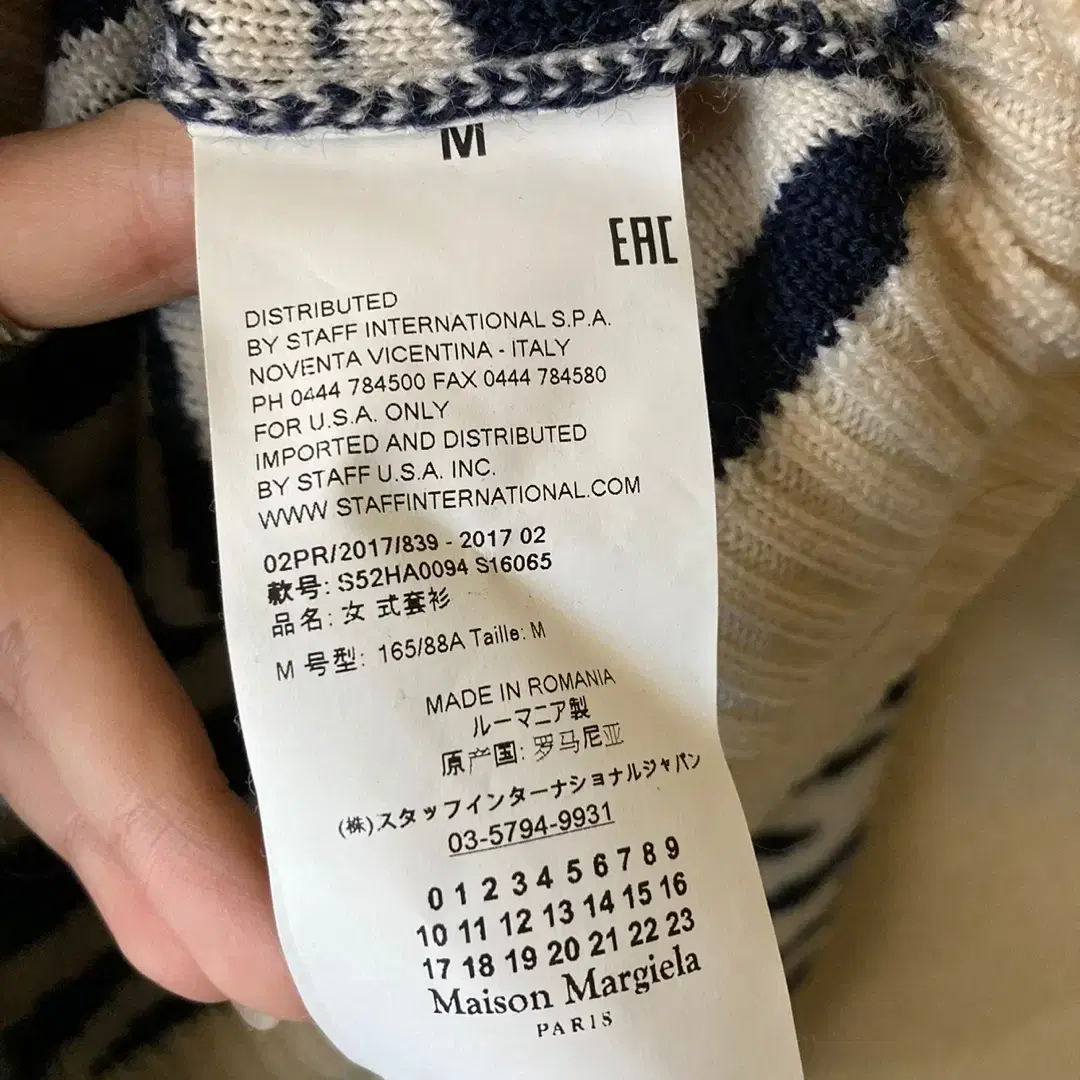 M
EAC
DISTRIBUTED
BY STAFF INTERNATIONAL S.P.A.
NOVENTA VICENTINA - ITALY
PH 0444 784500 FAX 0444 784580
FOR U.S.A. ONLY
IMPORTED AND DISTRIBUTED
BY STAFF U.S.A. INC.
WWW STAFFINTERNATIONAL.COM
02PR/2017/839 - 2017 02
款号: S52HA0094 S16065
品名: 女 式套衫
M 号型: 165/88A Taille: M
MADE IN ROMANIA
ルーマニア製
原产国: 罗马尼亚
(株)スタッフインターナショナルジャパン
03-5794-9931
0 1 2 3 4 5 6 7 8 9
10 11 12 13 14 15 16
17 18 19 20 21 22 23
Maison Margiela
PARIS